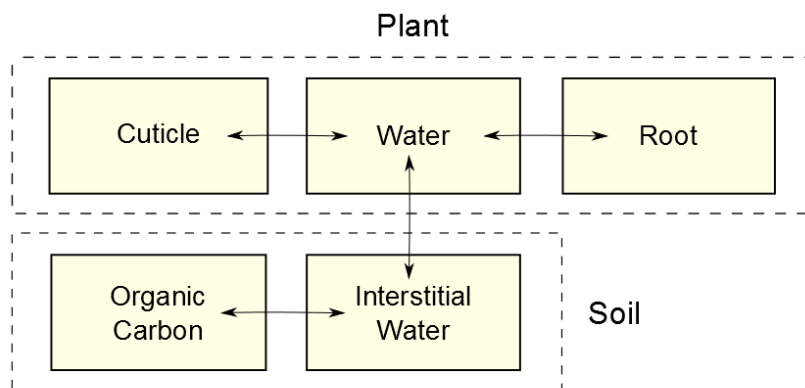 Plant
Cuticle
Water
Root
Organic
Carbon
Interstitial
Water
Soil